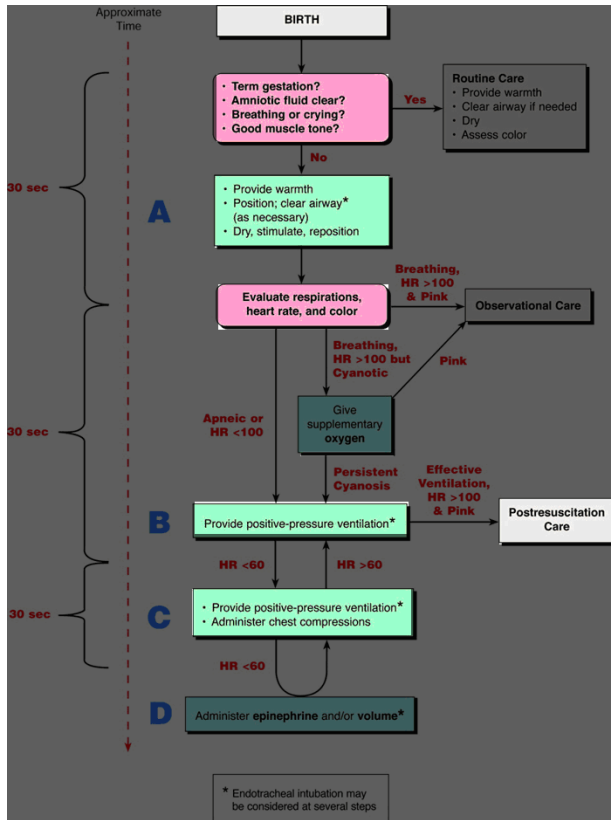 Approximate
Time
BIRTH
• Term gestation?
• Amniotic fluid clear?
• Breathing or crying?
• Good muscle tone?
Yes
Routine Care
• Provide warmth
• Clear airway if needed
• Dry
• Assess color
No
30 sec
A
• Provide warmth
• Position; clear airway*
(as necessary)
• Dry, stimulate, reposition
Evaluate respirations,
heart rate, and color
Breathing,
HR >100
& Pink
Observational Care
Breathing,
HR >100 but
Cyanotic
Pink
Apneic or
HR <100
Give
supplementary
oxygen
30 sec
Persistent
Cyanosis
Effective
Ventilation,
HR >100
& Pink
B
Provide positive-pressure ventilation*
Postresuscitation
Care
HR <60
HR >60
30 sec
C
• Provide positive-pressure ventilation*
• Administer chest compressions
HR <60
D
Administer epinephrine and/or volume*
* Endotracheal intubation may
be considered at several steps